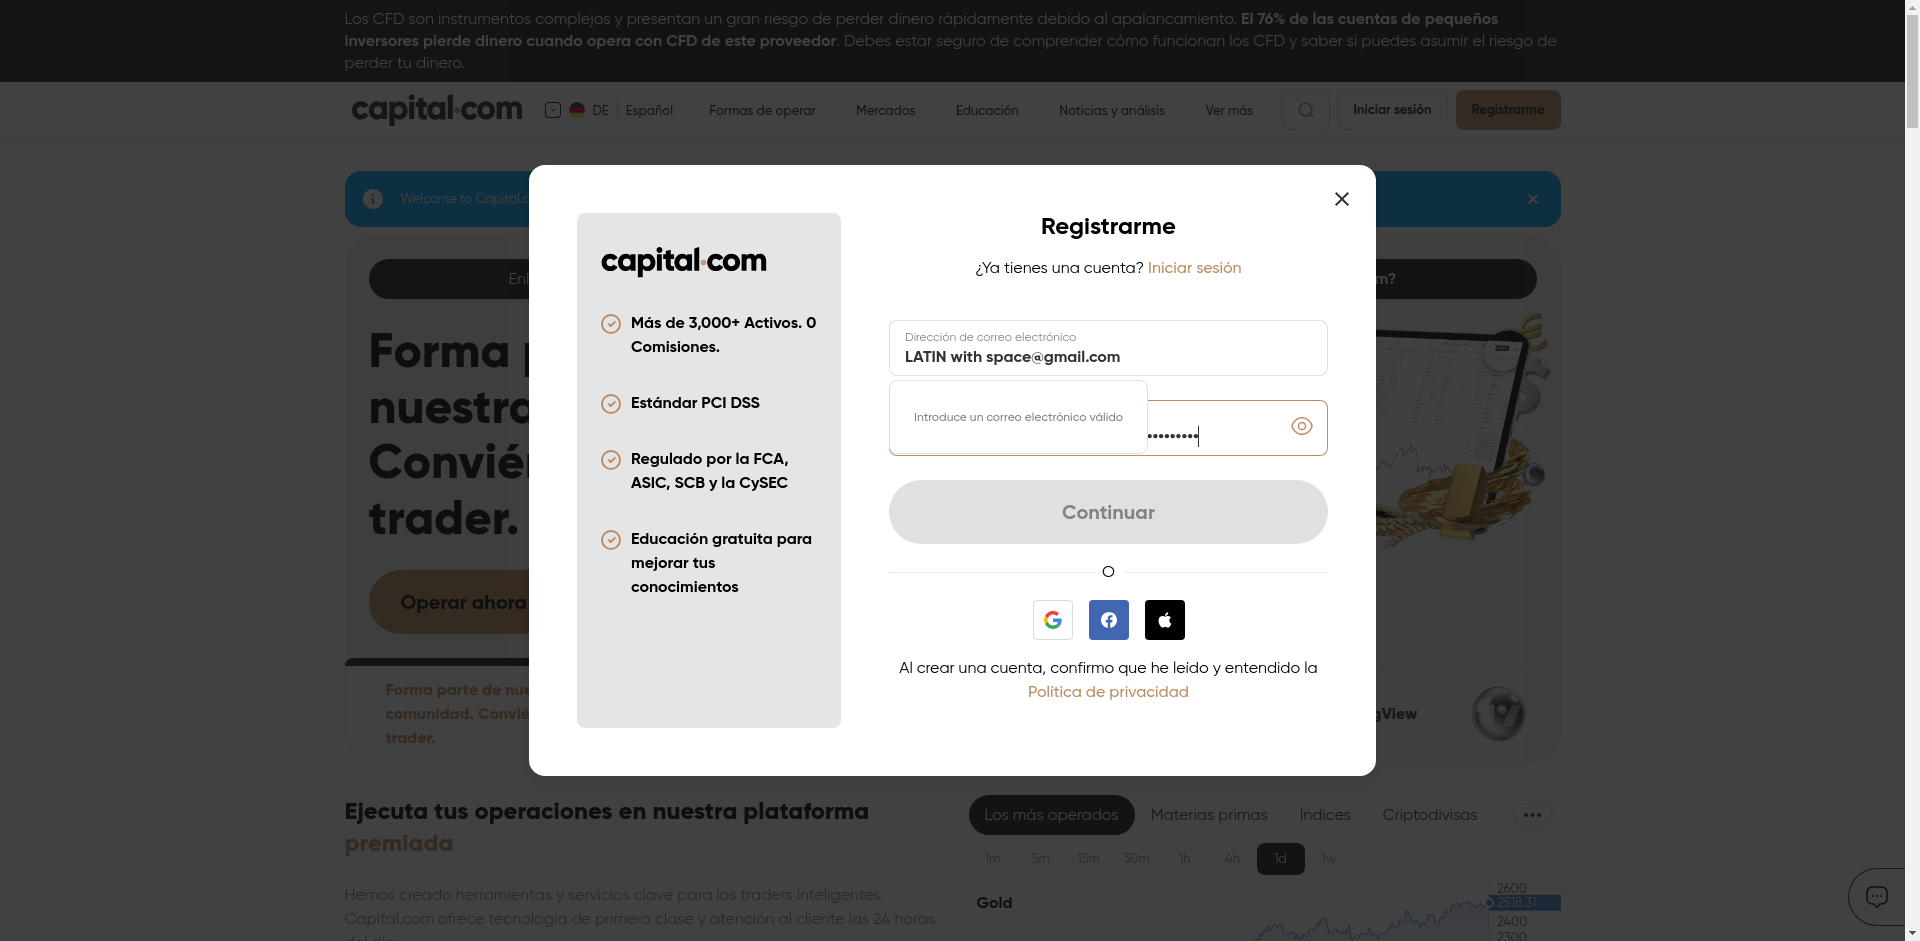 Los CFD son instrumentos complejos y presentan un gran riesgo de perder dinero rápidamente debido al apalancamiento. El 76% de las cuentas de pequeños
inversores pierde dinero cuando opera con CFD de este proveedor. Debes estar seguro de comprender cómo funcionan los CFD y saber si puedes asumir el riesgo de
perder tu dinero.
capital.com
DE
Español
Formas de operar
Mercados
Educación
Noticias y análisis
Ver más
Iniciar sesión
Registrarme
Welcome to Capital.c
Registrarme
¿Ya tienes una cuenta? Iniciar sesión
capital.com
Más de 3,000+ Activos. 0
Comisiones.
Estándar PCI DSS
Regulado por la FCA,
ASIC, SCB y la CySEC
Educación gratuita para
mejorar tus
conocimientos
Dirección de correo electrónico
LATIN with space@gmail.com
Introduce un correo electrónico válido
Continuar
O
Al crear una cuenta, confirmo que he leído y entendido la
Política de privacidad
Forma
nuestra
Convié
trader.
Operar ahora
Forma parte de nue
comunidad. Convié
trader.
gView
Ejecuta tus operaciones en nuestra plataforma
premiada
Hemos creado herramientas y servicios clave para los traders inteligentes.
Capital.com ofrece tecnología de primera clase y atención al cliente las 24 horas
Los más operados
Materias primas
Indices
Criptodivisas
1m
5m
15m
30m
1h
4h
1d
1w
Gold
2600
2518.31
2400
2300